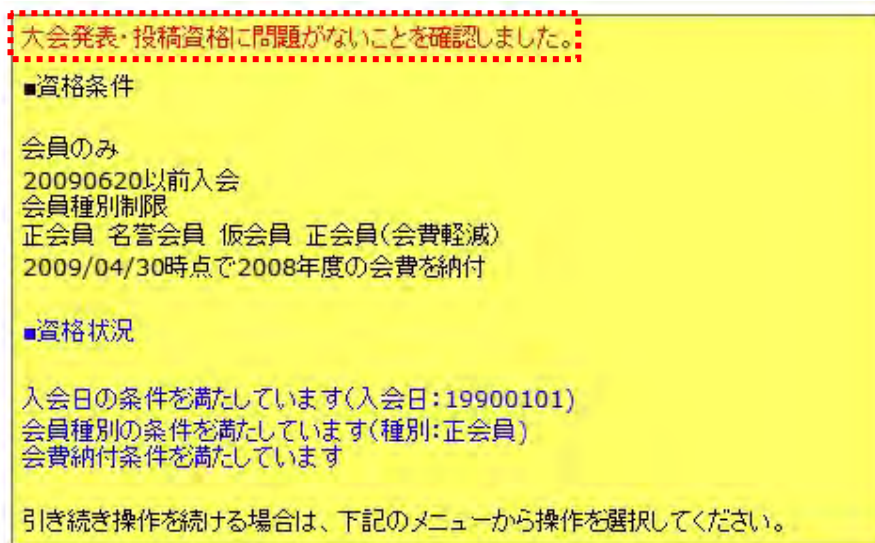 大会発表・投稿資格に問題がないことを確認しました。
■資格条件
会員のみ
20090620以前入会
会員種別制限
正会員 名誉会員 仮会員 正会員(会費軽減)
2009/04/30時点で2008年度の会費を納付
■資格状況
入会日の条件を満たしています(入会日:19900101)
会員種別の条件を満たしています(種別:正会員)
会費納付条件を満たしています
引き続き操作を続ける場合は、下記のメニューから操作を選択してください。